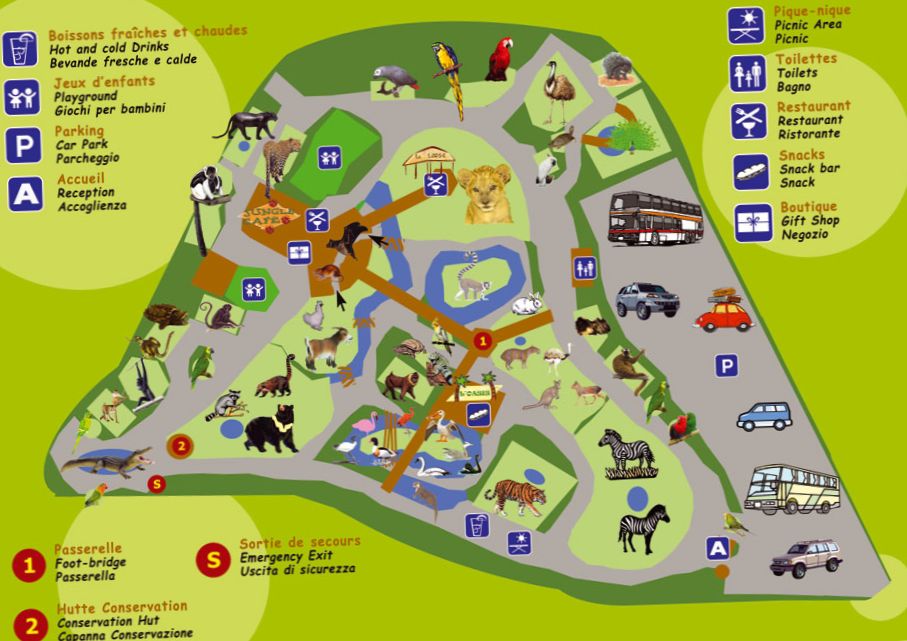 Boissons fraîches et chaudes
Hot and cold Drinks
Bevande fresche e calde
Jeux d'enfants
Playground
Giochi per bambini
P
Parking
Car Park
Parcheggio
A
Accueil
Reception
Accoglienza
Pique-nique
Picnic Area
Picnic
Toilettes
Toilets
Bagno
Restaurant
Restaurant
Ristorante
Snacks
Snack bar
Snack
Boutique
Gift Shop
Negozio
JUNGLE
CAFE
1
L'OASIS
P
2
S
A
1
Passerelle
Foot-bridge
Passerella
S
Sortie de secours
Emergency Exit
Uscita di sicurezza
2
Hutte Conservation
Conservation Hut
Capanna Conservazione